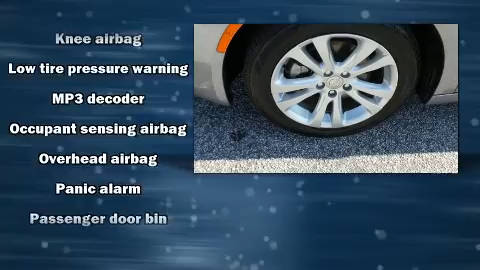 Knee airbag
Low tire pressure warning
MP3 decoder
Occupant sensing airbag
Overhead airbag
Panic alarm
Passenger door bin